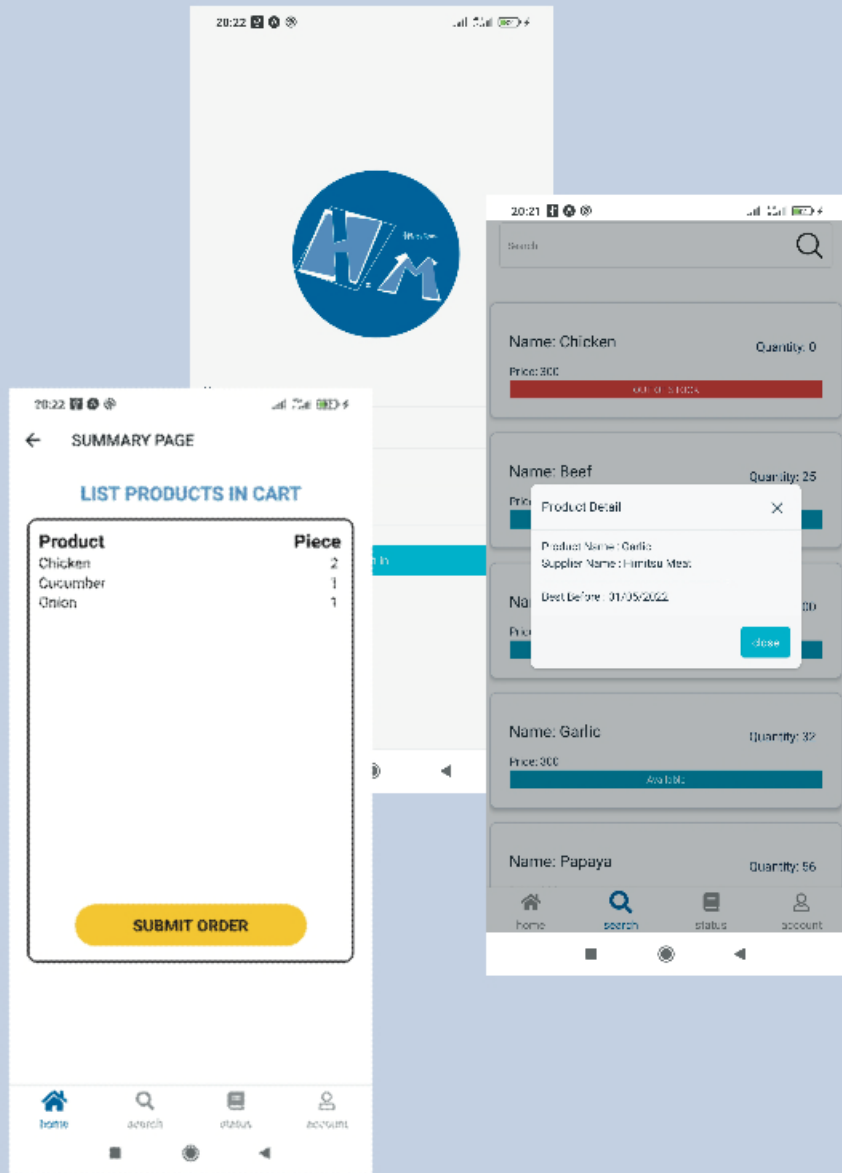 20:22
H.M
20:21
Search
Name: Chicken
Quantity: 0
Price: 300
OUT OF STOCK
Name: Beef
Quantity: 25
Product Detail
Product Name : Garlic
Supplier Name : Himitsu Meat
Best Before : 01/05/2022
close
Name: Garlic
Quantity: 32
Price: 300
Available
Name: Papaya
Quantity: 56
home
search
status
account
20:22
SUMMARY PAGE
LIST PRODUCTS IN CART
Product Piece
Chicken 2
Cucumber 1
Onion 1
SUBMIT ORDER
home
search
status
account